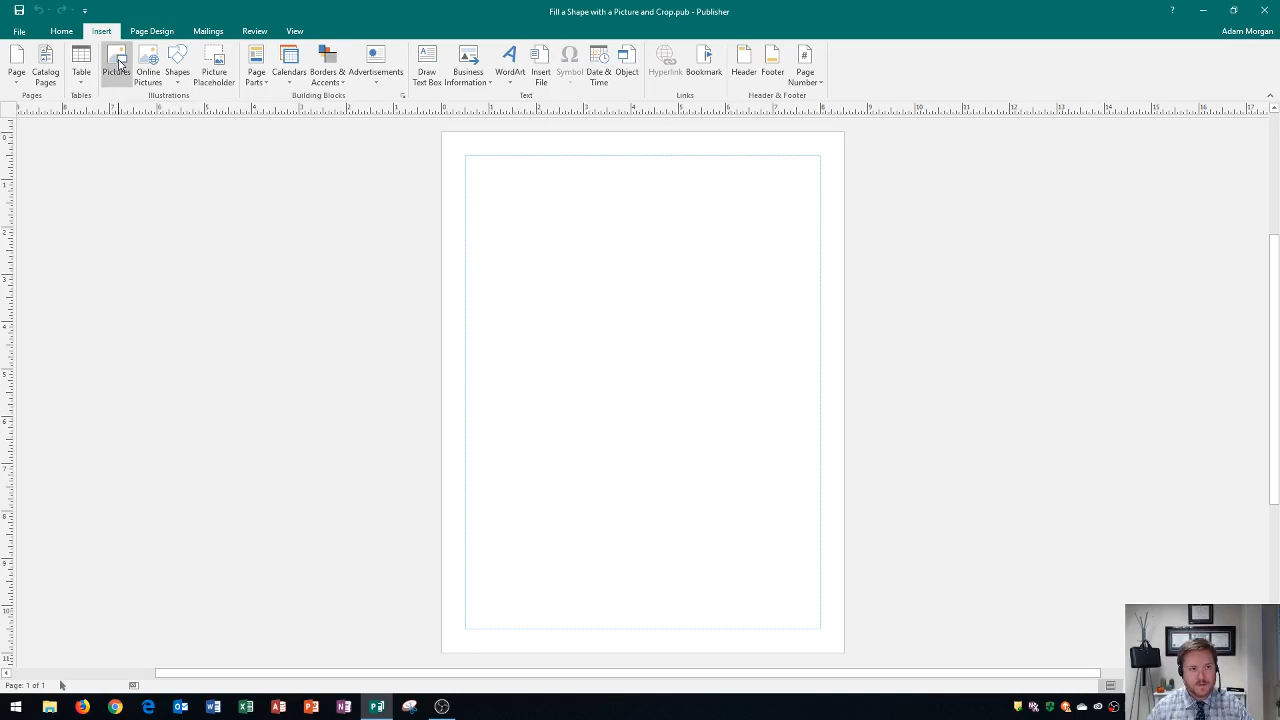 Fill a Shape with a Picture and Crop.pub - Publisher
?
File Insert Page Design Mailings Review View Adam Morgan
Page
Catalog Pages
Table
Pictures
Online Pictures
Shapes
Picture Placeholder
Page Parts
Calendars
Borders & Accents
Advertisements
Draw Text Box
Business Information
WordArt
Insert File
Symbol
Date & Time
Object
Hyperlink
Bookmark
Header
Footer
Page Number
Pages Tables Illustrations Building Blocks Text Links Header & Footer
Page: 1 of 1